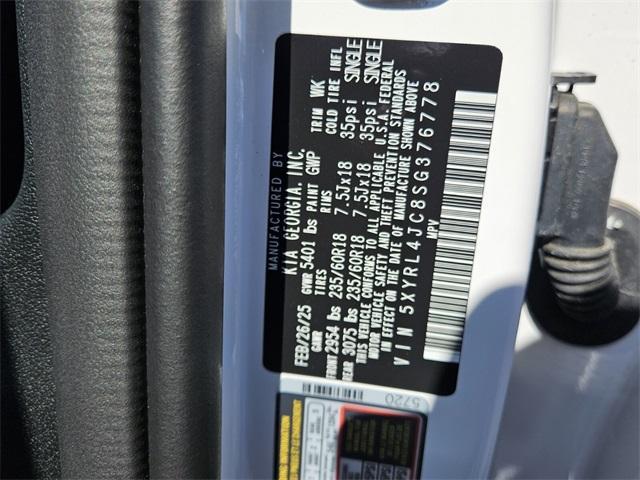 MANUFACTURED BY
KIA GEORGIA. INC.
FEB/26/25 GVWR 5401 lbs PAINT GWP TRIM WK
GAWR TIRES RIMS COLD TIRE INFL
FRONT 2954 lbs 235/60R18 7.5Jx18 35psi SINGLE
REAR 3075 lbs 235/60R18 7.5Jx18 35psi SINGLE
THIS VEHICLE CONFORMS TO ALL APPLICABLE U.S.A. FEDERAL
MOTOR VEHICLE SAFETY AND THEFT PREVENTION STANDARDS
IN EFFECT ON THE DATE OF MANUFACTURE SHOWN ABOVE
VIN 5XYRL4JC8SG376778
MPV
5720